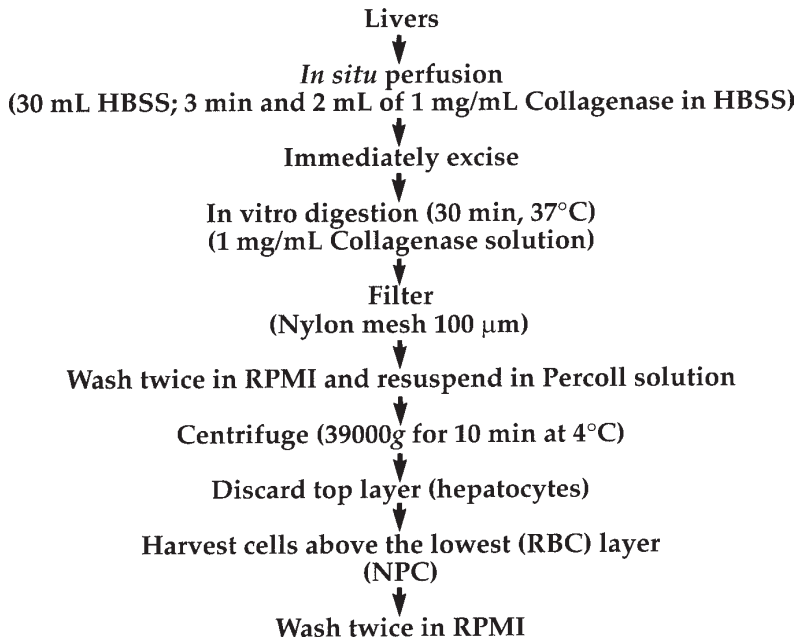 Livers
In situ perfusion
(30 mL HBSS; 3 min and 2 mL of 1 mg/mL Collagenase in HBSS)
Immediately excise
In vitro digestion (30 min, 37°C)
(1 mg/mL Collagenase solution)
Filter
(Nylon mesh 100 μm)
Wash twice in RPMI and resuspend in Percoll solution
Centrifuge (39000g for 10 min at 4°C)
Discard top layer (hepatocytes)
Harvest cells above the lowest (RBC) layer
(NPC)
Wash twice in RPMI